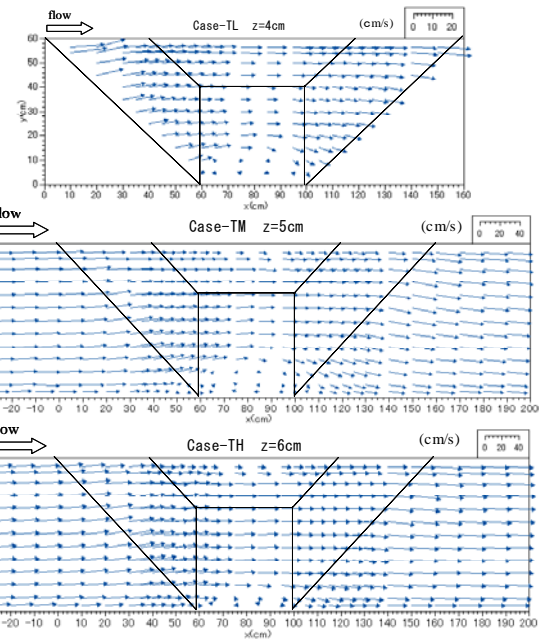 flow
Case-TL z=4cm
(cm/s)
0 10 20
60
50
40
30
20
10
0
y(cm)
0 10 20 30 40 50 60 70 80 90 100 110 120 130 140 150 160
x(cm)
low
Case-TM z=5cm
(cm/s)
0 20 40
-20 -10 0 10 20 30 40 50 60 70 80 90 100 110 120 130 140 150 160 170 180 190 200
x(cm)
ow
Case-TH z=6cm
(cm/s)
0 20 40
-20 -10 0 10 20 30 40 50 60 70 80 90 100 110 120 130 140 150 160 170 180 190 200
x(cm)